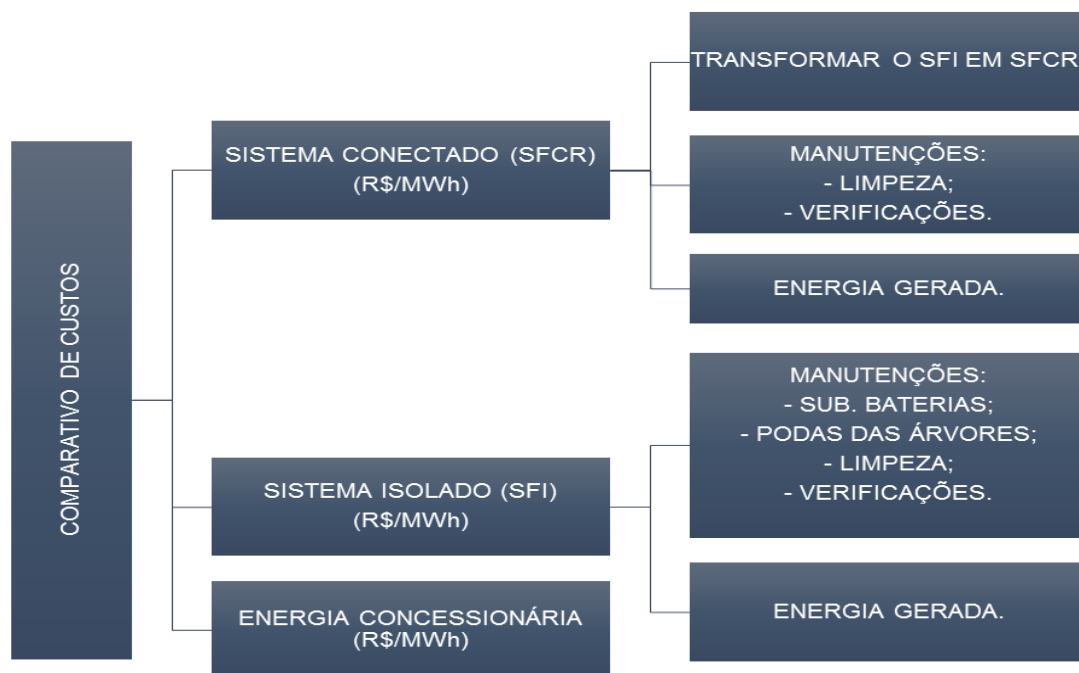 COMPARATIVO DE CUSTOS
SISTEMA CONECTADO (SFCR)
(R$/MWh)
TRANSFORMAR O SFI EM SFCR
MANUTENÇÕES:
- LIMPEZA;
- VERIFICAÇÕES.
ENERGIA GERADA.
SISTEMA ISOLADO (SFI)
(R$/MWh)
MANUTENÇÕES:
- SUB. BATERIAS;
- PODAS DAS ÁRVORES;
- LIMPEZA;
- VERIFICAÇÕES.
ENERGIA GERADA.
ENERGIA CONCESSIONÁRIA
(R$/MWh)